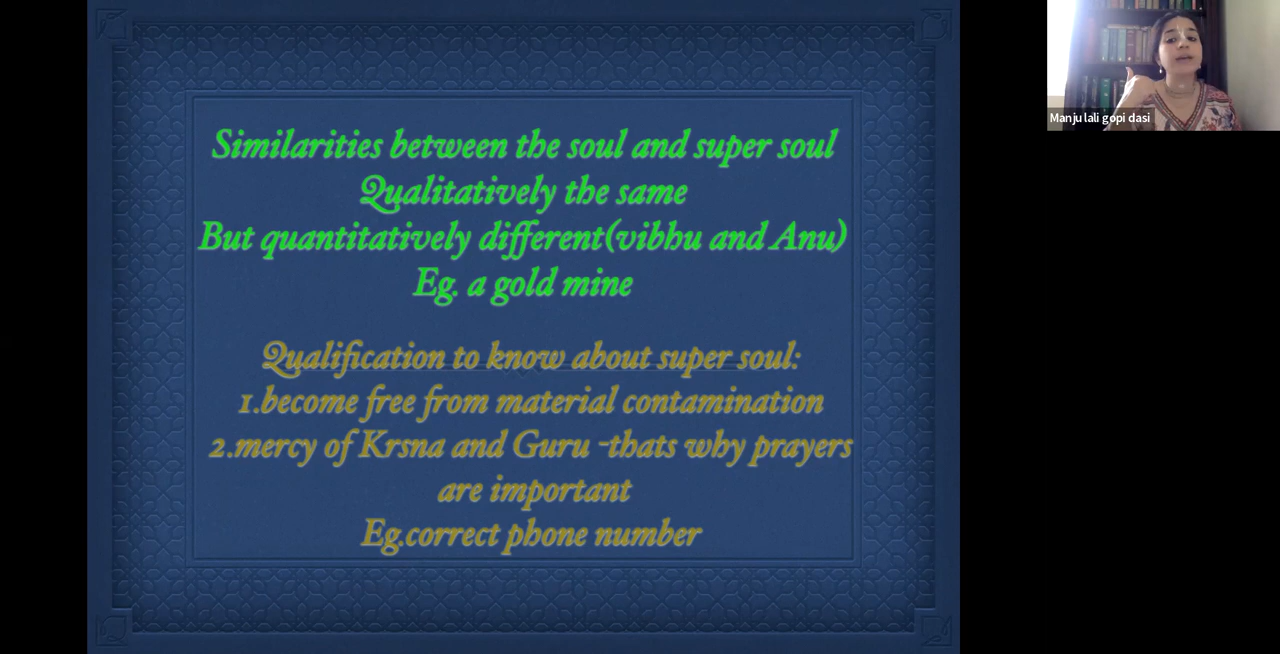 Similarities between the soul and super soul
Qualitatively the same
But quantitatively different(vibhu and Anu)
Eg. a gold mine
Qualification to know about super soul:
1.become free from material contamination
2.mercy of Krsna and Guru -thats why prayers
are important
Eg.correct phone number
Manju lali gopi dasi